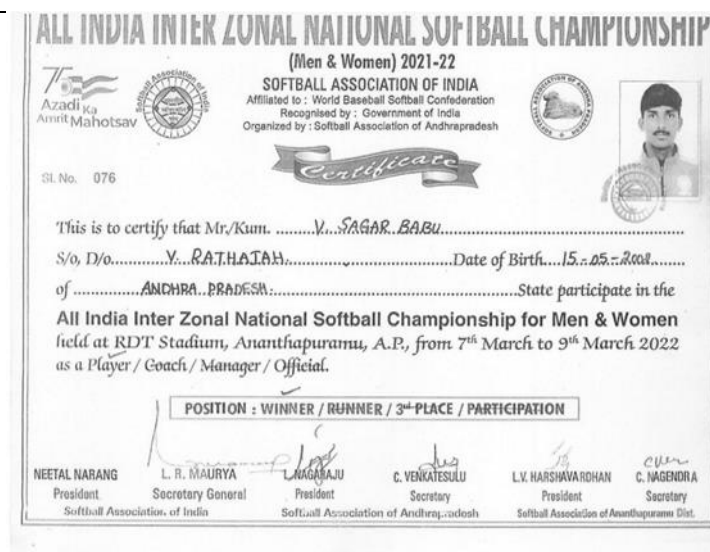 ALL INDIA INTER ZONAL NATIONAL SOFTBALL CHAMPIONSHIP
(Men & Women) 2021-22
SOFTBALL ASSOCIATION OF INDIA
Affiliated to : World Baseball Softball Confederation
Recognised by : Government of India
Organized by : Softball Association of Andhrapradesh
75
Azadi Ka
Amrit Mahotsav
Certificate
Sl. No. 076
This is to certify that Mr./Kum. V. SAGAR BABU
S/o, D/o. V. RATHAIAH. Date of Birth 15-05-2002
of ANDHRA PRADESH. State participate in the
All India Inter Zonal National Softball Championship for Men & Women
held at RDT Stadium, Ananthapuramu, A.P., from 7th March to 9th March 2022
as a Player / Coach / Manager / Official.
POSITION : WINNER / RUNNER / 3rd PLACE / PARTICIPATION
NEETAL NARANG L. R. MAURYA L. NAGARAJU C. VENKATESULU L.V. HARSHAVARDHAN C. NAGENDRA
President Secretary General President Secretary President Secretary
Softball Association of India Softball Association of Andhrapradesh Softball Association of Ananthapuramu Dist.